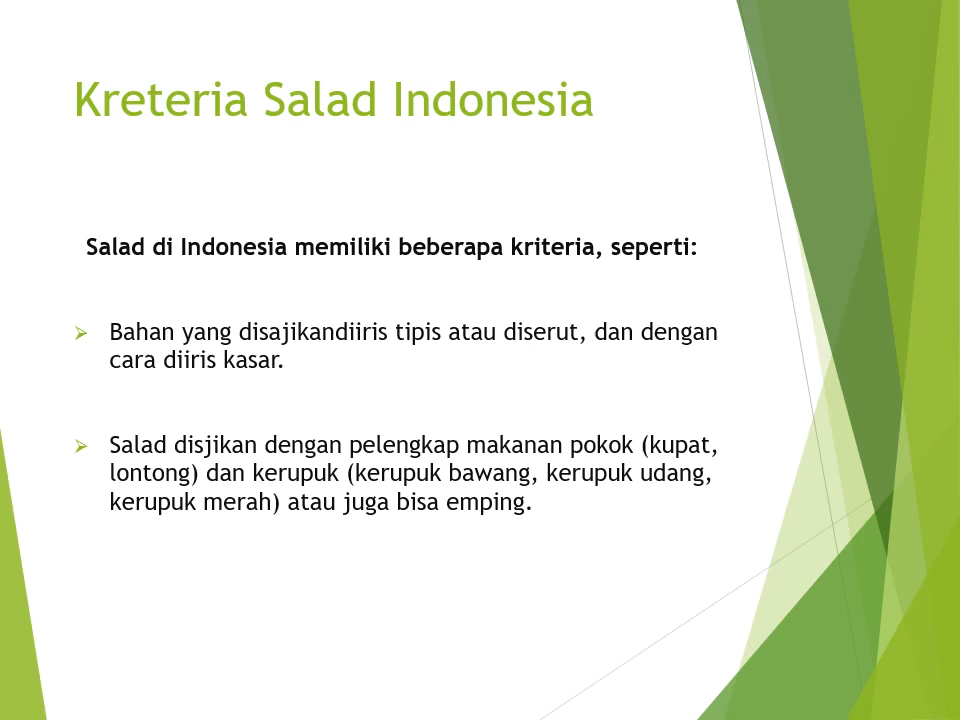 Kreteria Salad Indonesia
Salad di Indonesia memiliki beberapa kriteria, seperti:
Bahan yang disajikandiiris tipis atau diserut, dan dengan
cara diiris kasar.
Salad disjikan dengan pelengkap makanan pokok (kupat,
lontong) dan kerupuk (kerupuk bawang, kerupuk udang,
kerupuk merah) atau juga bisa emping.